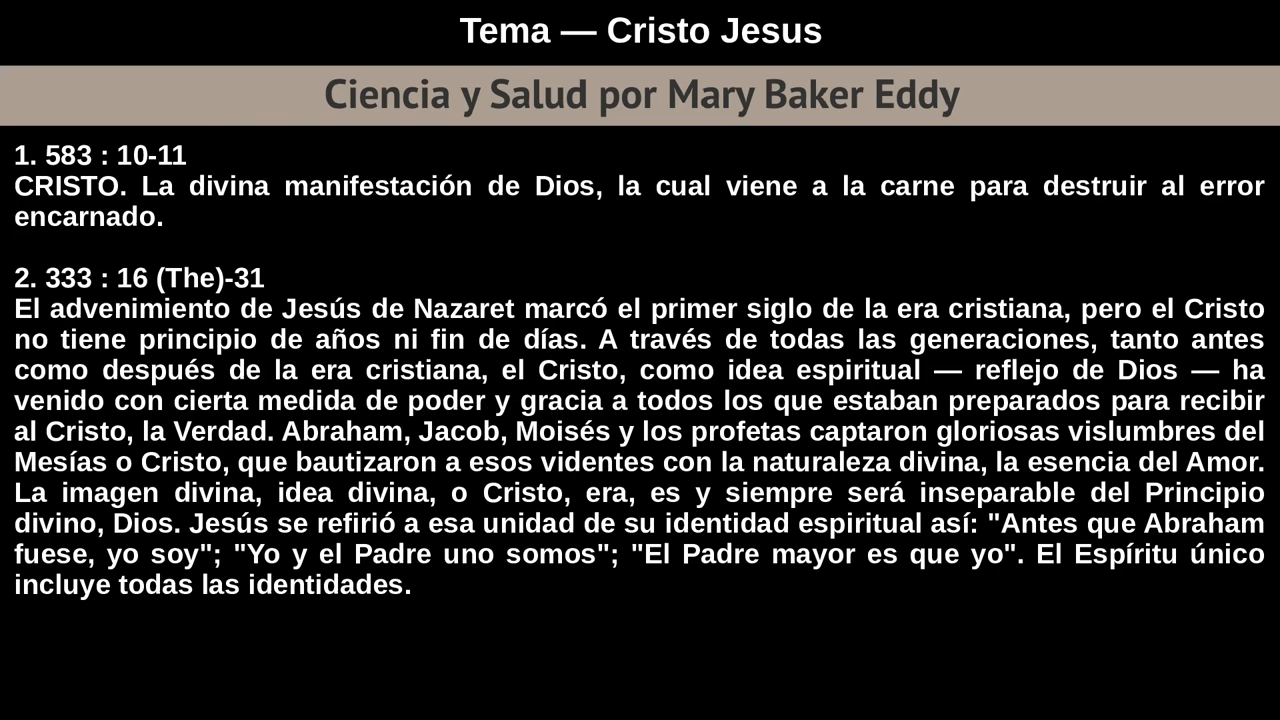 Tema — Cristo Jesus
Ciencia y Salud por Mary Baker Eddy
1. 583 : 10-11
CRISTO. La divina manifestación de Dios, la cual viene a la carne para destruir al error
encarnado.
2. 333 : 16 (The)-31
El advenimiento de Jesús de Nazaret marcó el primer siglo de la era cristiana, pero el Cristo
no tiene principio de años ni fin de días. A través de todas las generaciones, tanto antes
como después de la era cristiana, el Cristo, como idea espiritual — reflejo de Dios — ha
venido con cierta medida de poder y gracia a todos los que estaban preparados para recibir
al Cristo, la Verdad. Abraham, Jacob, Moisés y los profetas captaron gloriosas vislumbres del
Mesías o Cristo, que bautizaron a esos videntes con la naturaleza divina, la esencia del Amor.
La imagen divina, idea divina, o Cristo, era, es y siempre será inseparable del Principio
divino, Dios. Jesús se refirió a esa unidad de su identidad espiritual así: "Antes que Abraham
fuese, yo soy"; "Yo y el Padre uno somos"; "El Padre mayor es que yo". El Espíritu único
incluye todas las identidades.